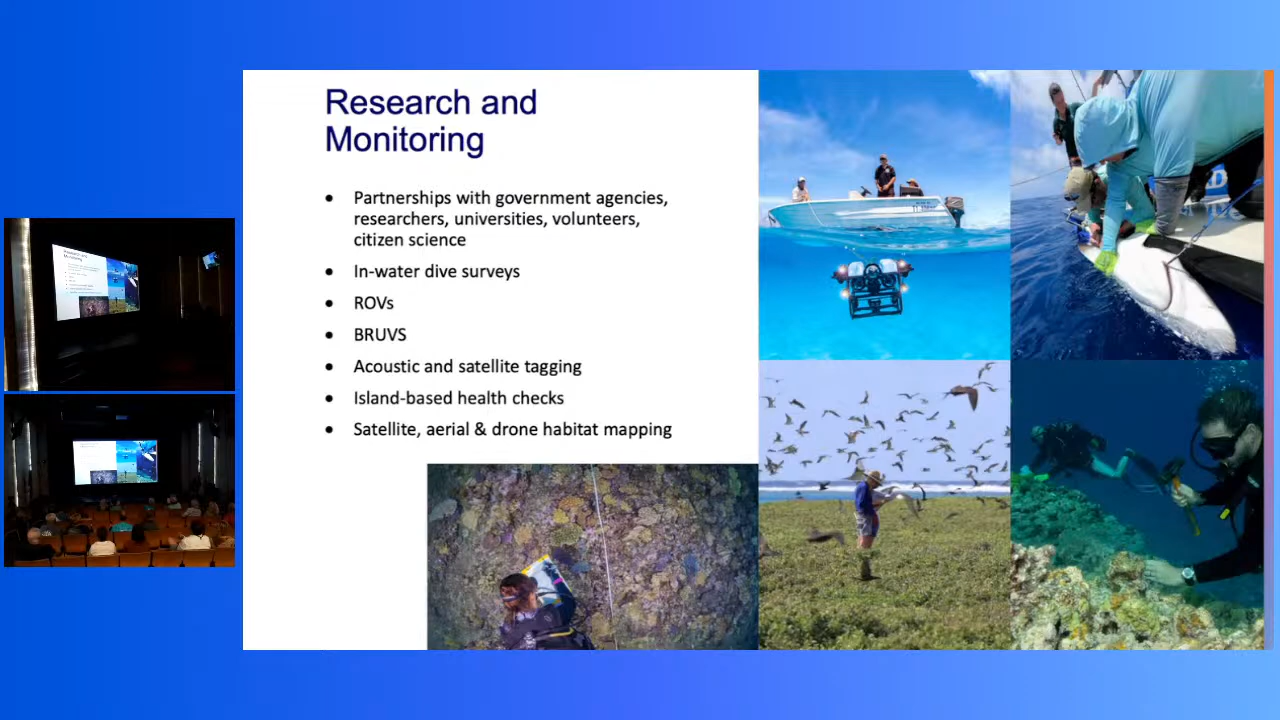 Research and
Monitoring
• Partnerships with government agencies,
researchers, universities, volunteers,
citizen science
• In-water dive surveys
• ROVs
• BRUVS
• Acoustic and satellite tagging
• Island-based health checks
• Satellite, aerial & drone habitat mapping